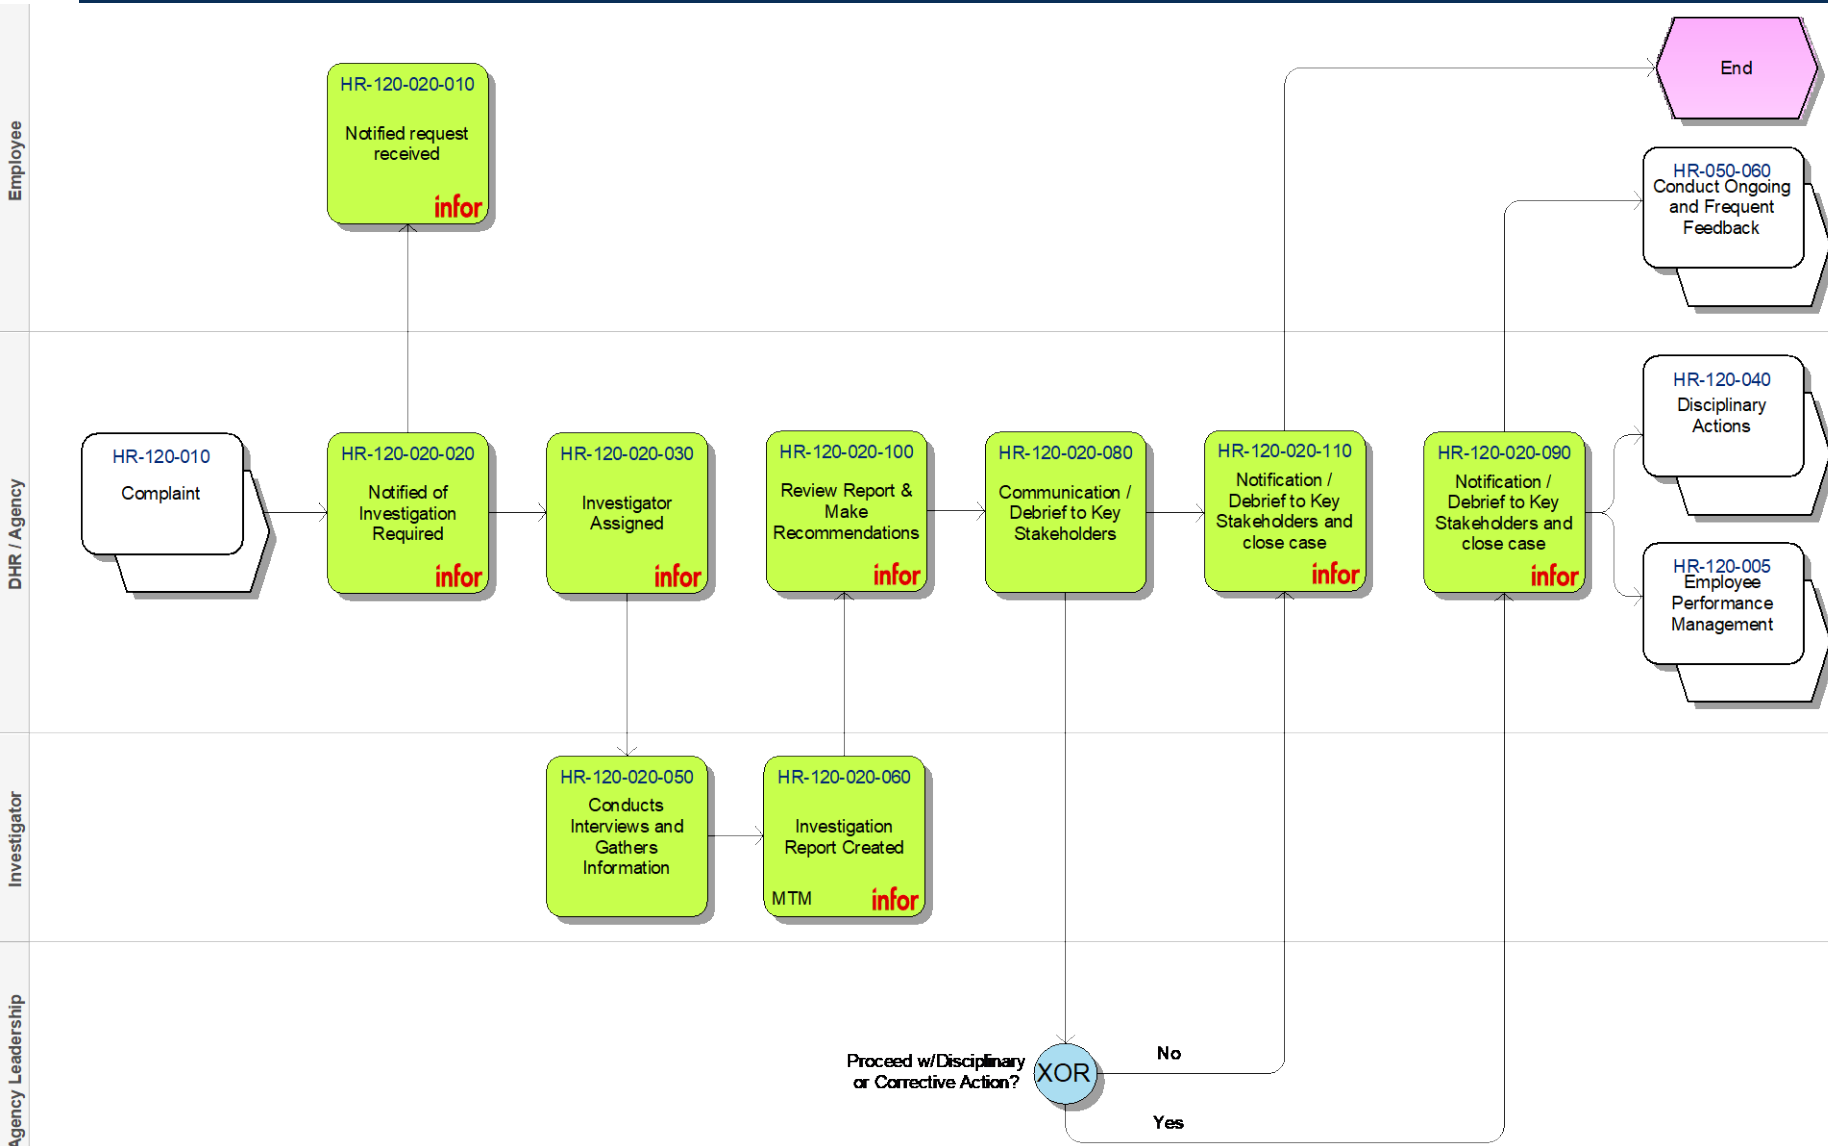 Employee
HR-120-020-010
Notified request
received
infor
End
HR-050-060
Conduct Ongoing
and Frequent
Feedback
DHR / Agency
HR-120-010
Complaint
HR-120-020-020
Notified of
Investigation
Required
infor
HR-120-020-030
Investigator
Assigned
infor
HR-120-020-100
Review Report &
Make
Recommendations
infor
HR-120-020-080
Communication /
Debrief to Key
Stakeholders
HR-120-020-110
Notification /
Debrief to Key
Stakeholders and
close case
infor
HR-120-020-090
Notification /
Debrief to Key
Stakeholders and
close case
infor
HR-120-040
Disciplinary
Actions
HR-120-005
Employee
Performance
Management
Investigator
HR-120-020-050
Conducts
Interviews and
Gathers
Information
HR-120-020-060
Investigation
Report Created
MTM
infor
Agency Leadership
Proceed w/Disciplinary
or Corrective Action?
XOR
No
Yes